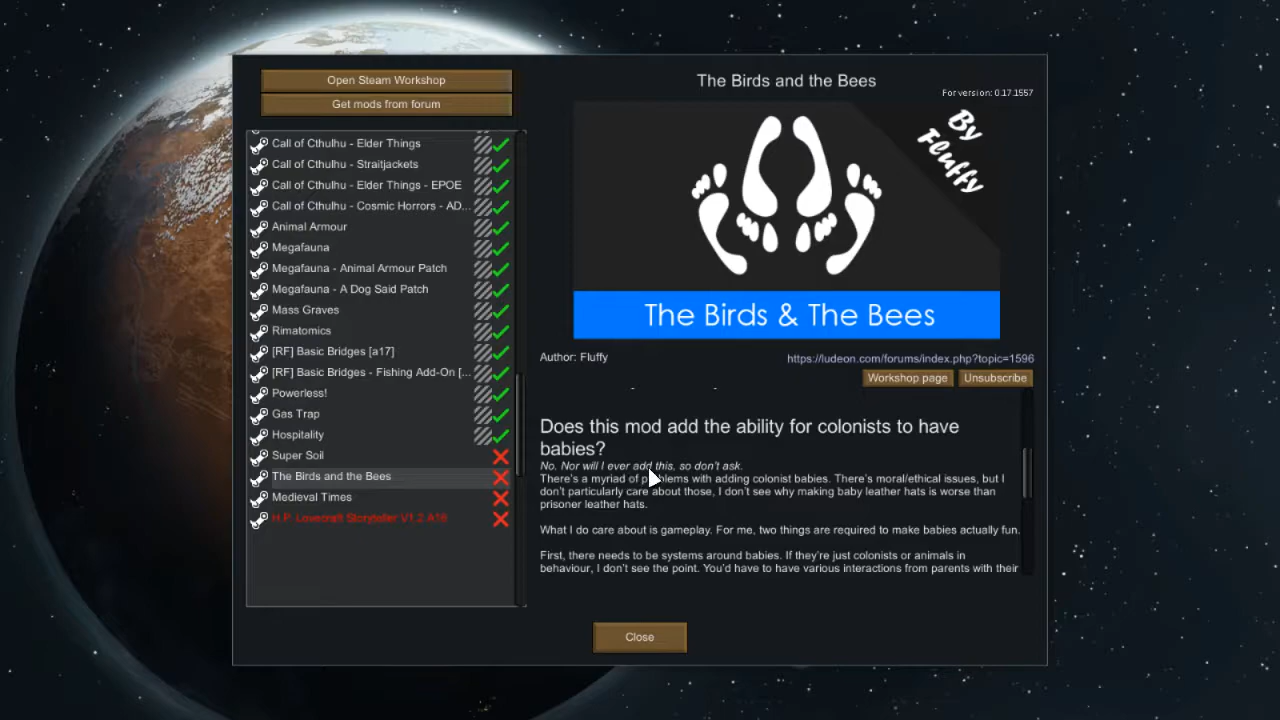 Open Steam Workshop
Get mods from forum
Call of Cthulhu - Elder Things
Call of Cthulhu - Straitjackets
Call of Cthulhu - Elder Things - EPOE
Call of Cthulhu - Cosmic Horrors - AD...
Animal Armour
Megafauna
Megafauna - Animal Armour Patch
Megafauna - A Dog Said Patch
Mass Graves
Rimatomics
[RF] Basic Bridges [a17]
[RF] Basic Bridges - Fishing Add-On [...
Powerless!
Gas Trap
Hospitality
Super Soil
The Birds and the Bees
Medieval Times
H.P. Lovecraft Storyteller V1.2 A16
The Birds and the Bees
For version: 0.17.1557
By
Fluffy
The Birds & The Bees
Author: Fluffy
https://ludeon.com/forums/index.php?topic=1596
Workshop page
Unsubscribe
Does this mod add the ability for colonists to have
babies?
No. Nor will I ever add this, so don't ask.
There's a myriad of problems with adding colonist babies. There's moral/ethical issues, but I
don't particularly care about those, I don't see why making baby leather hats is worse than
prisoner leather hats.
What I do care about is gameplay. For me, two things are required to make babies actually fun.
First, there needs to be systems around babies. If they're just colonists or animals in
behaviour, I don't see the point. You'd have to have various interactions from parents with their
Close